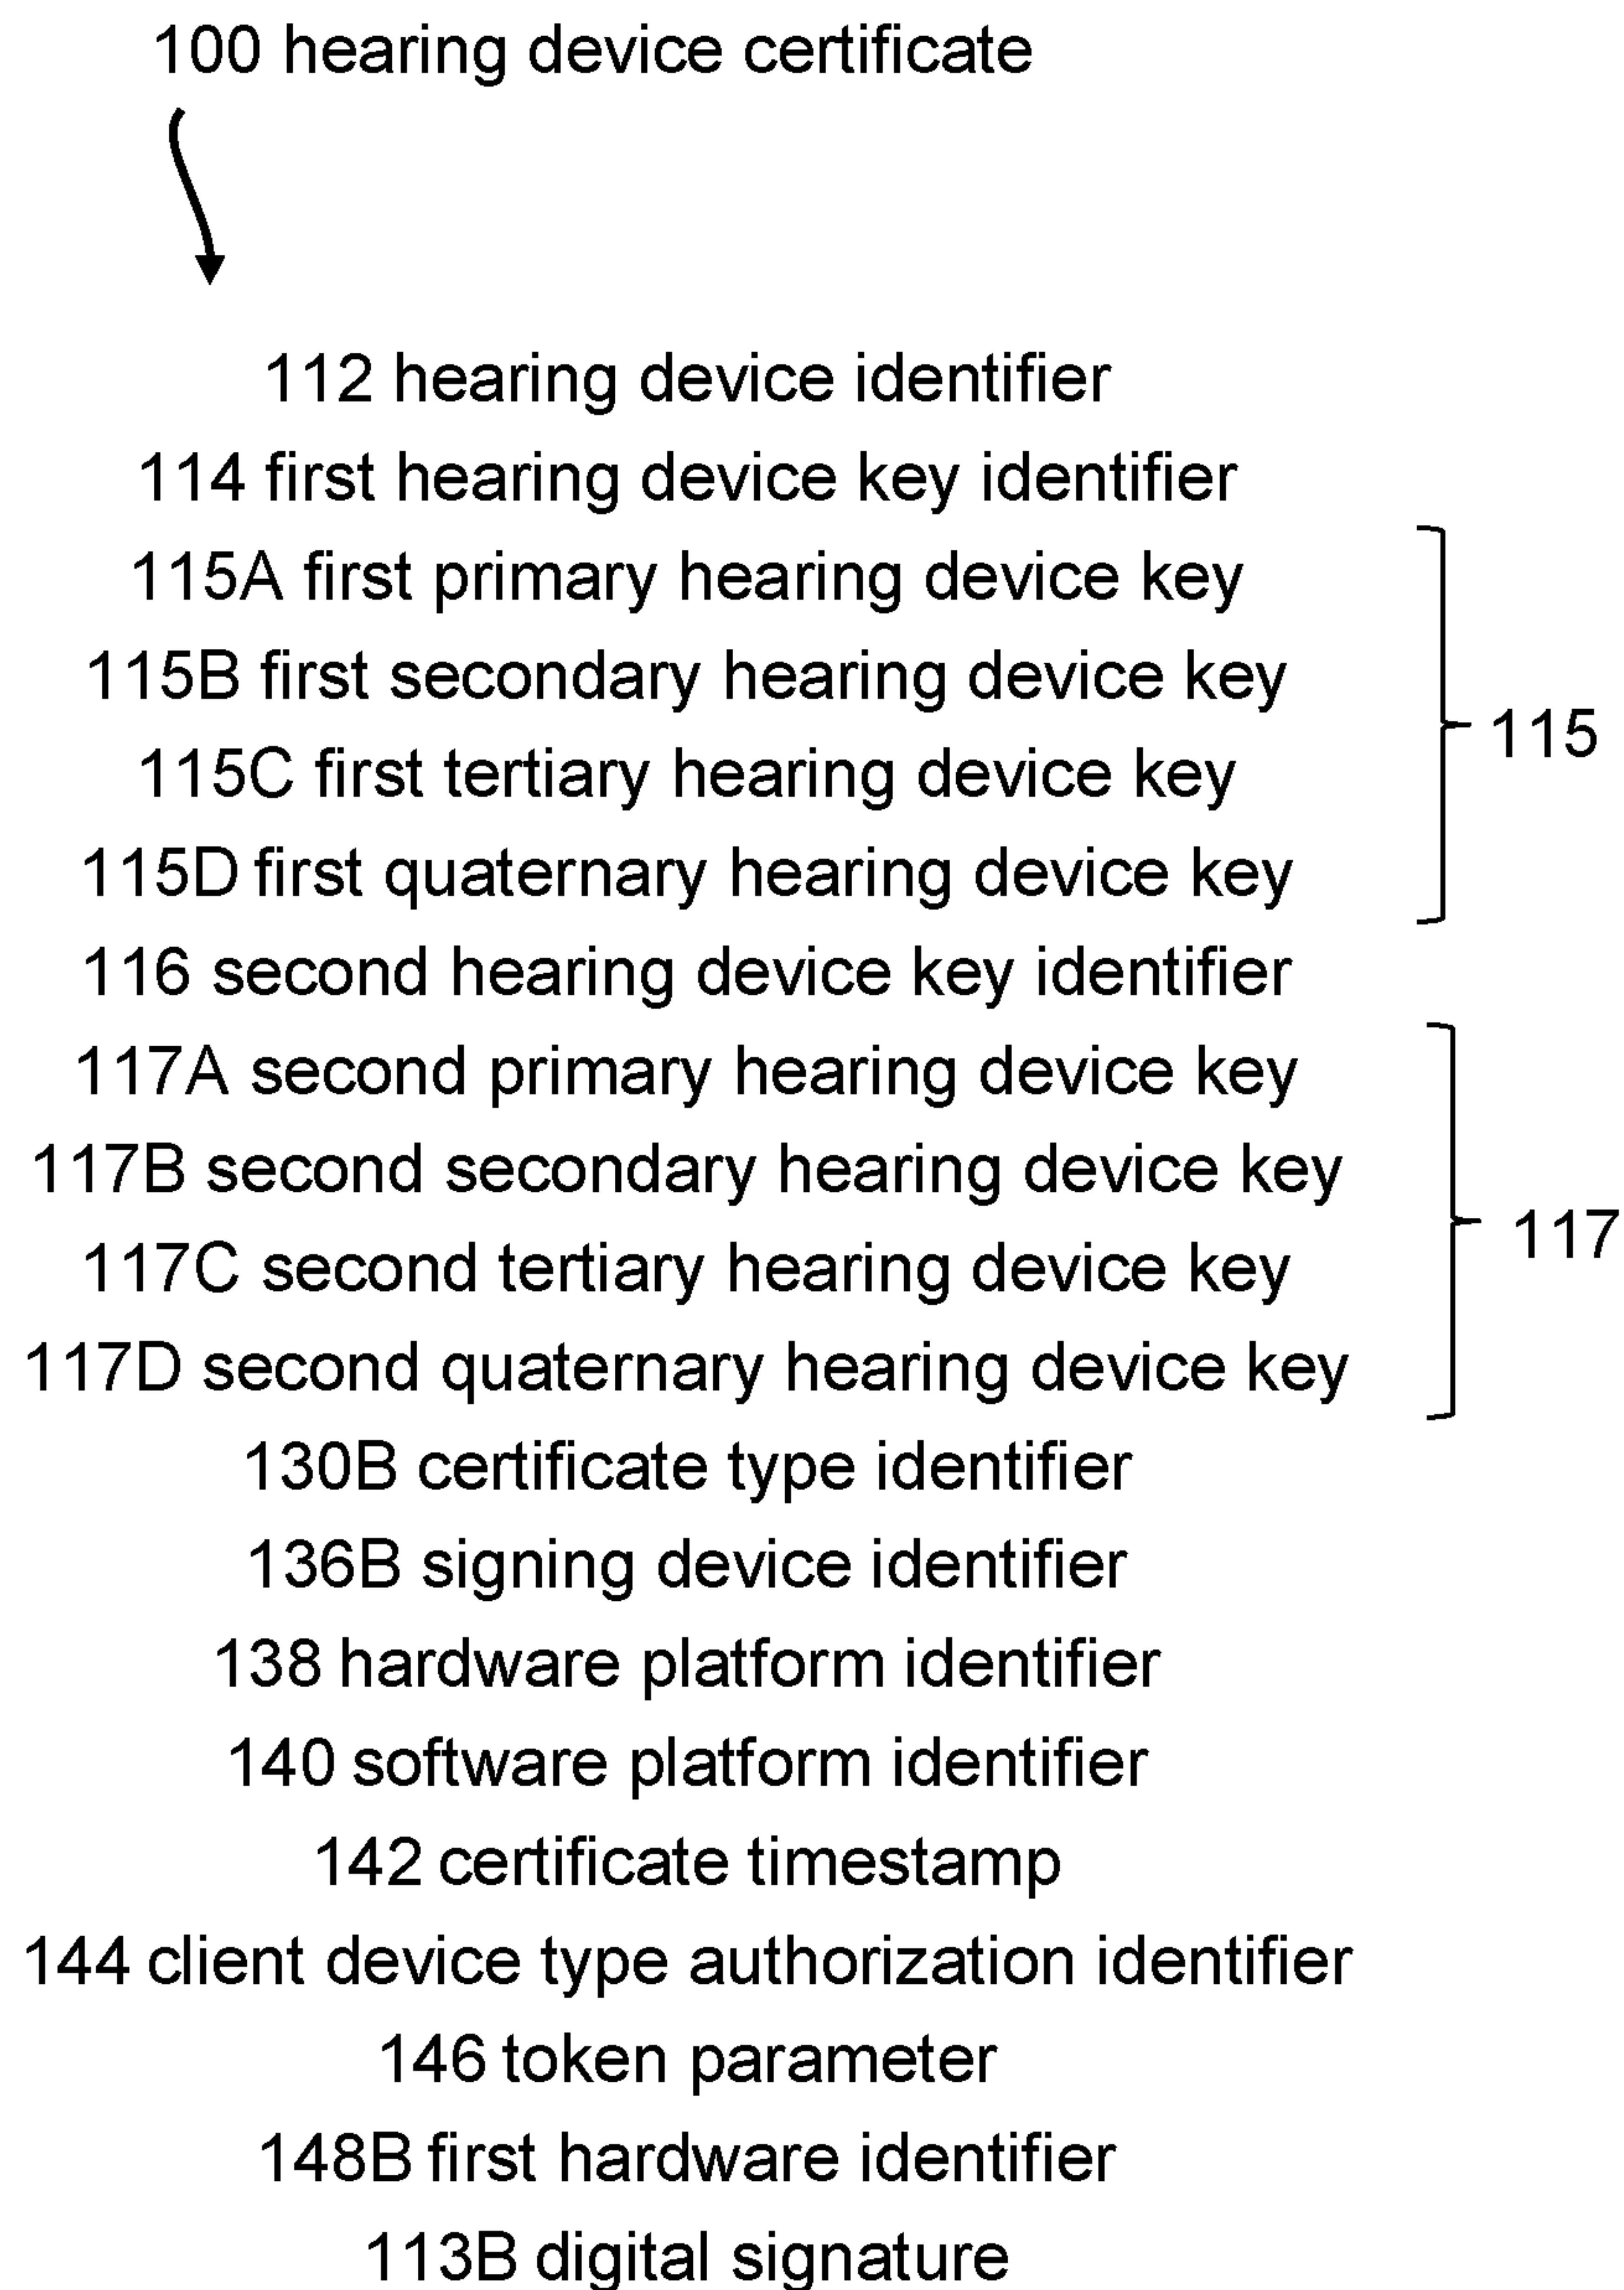 100 hearing device certificate
112 hearing device identifier
114 first hearing device key identifier
115A first primary hearing device key
115B first secondary hearing device key
115C first tertiary hearing device key
115D first quaternary hearing device key
115
116 second hearing device key identifier
117A second primary hearing device key
117B second secondary hearing device key
117C second tertiary hearing device key
117D second quaternary hearing device key
117
130B certificate type identifier
136B signing device identifier
138 hardware platform identifier
140 software platform identifier
142 certificate timestamp
144 client device type authorization identifier
146 token parameter
148B first hardware identifier
113B digital signature